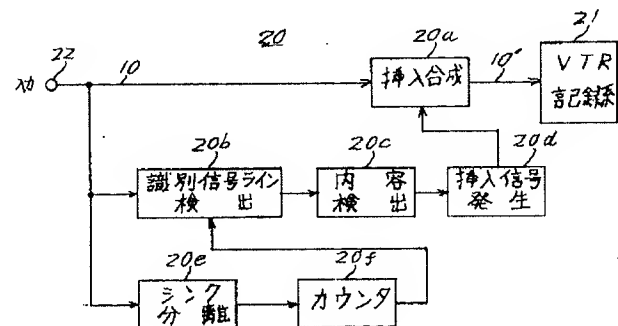 20
20a
21
入力 22
10
挿入合成
10'
VTR
記録系
20b
20c
20d
識別信号ライン
検出
内容
検出
挿入信号
発生
20e
20f
シンク
分離
カウンタ